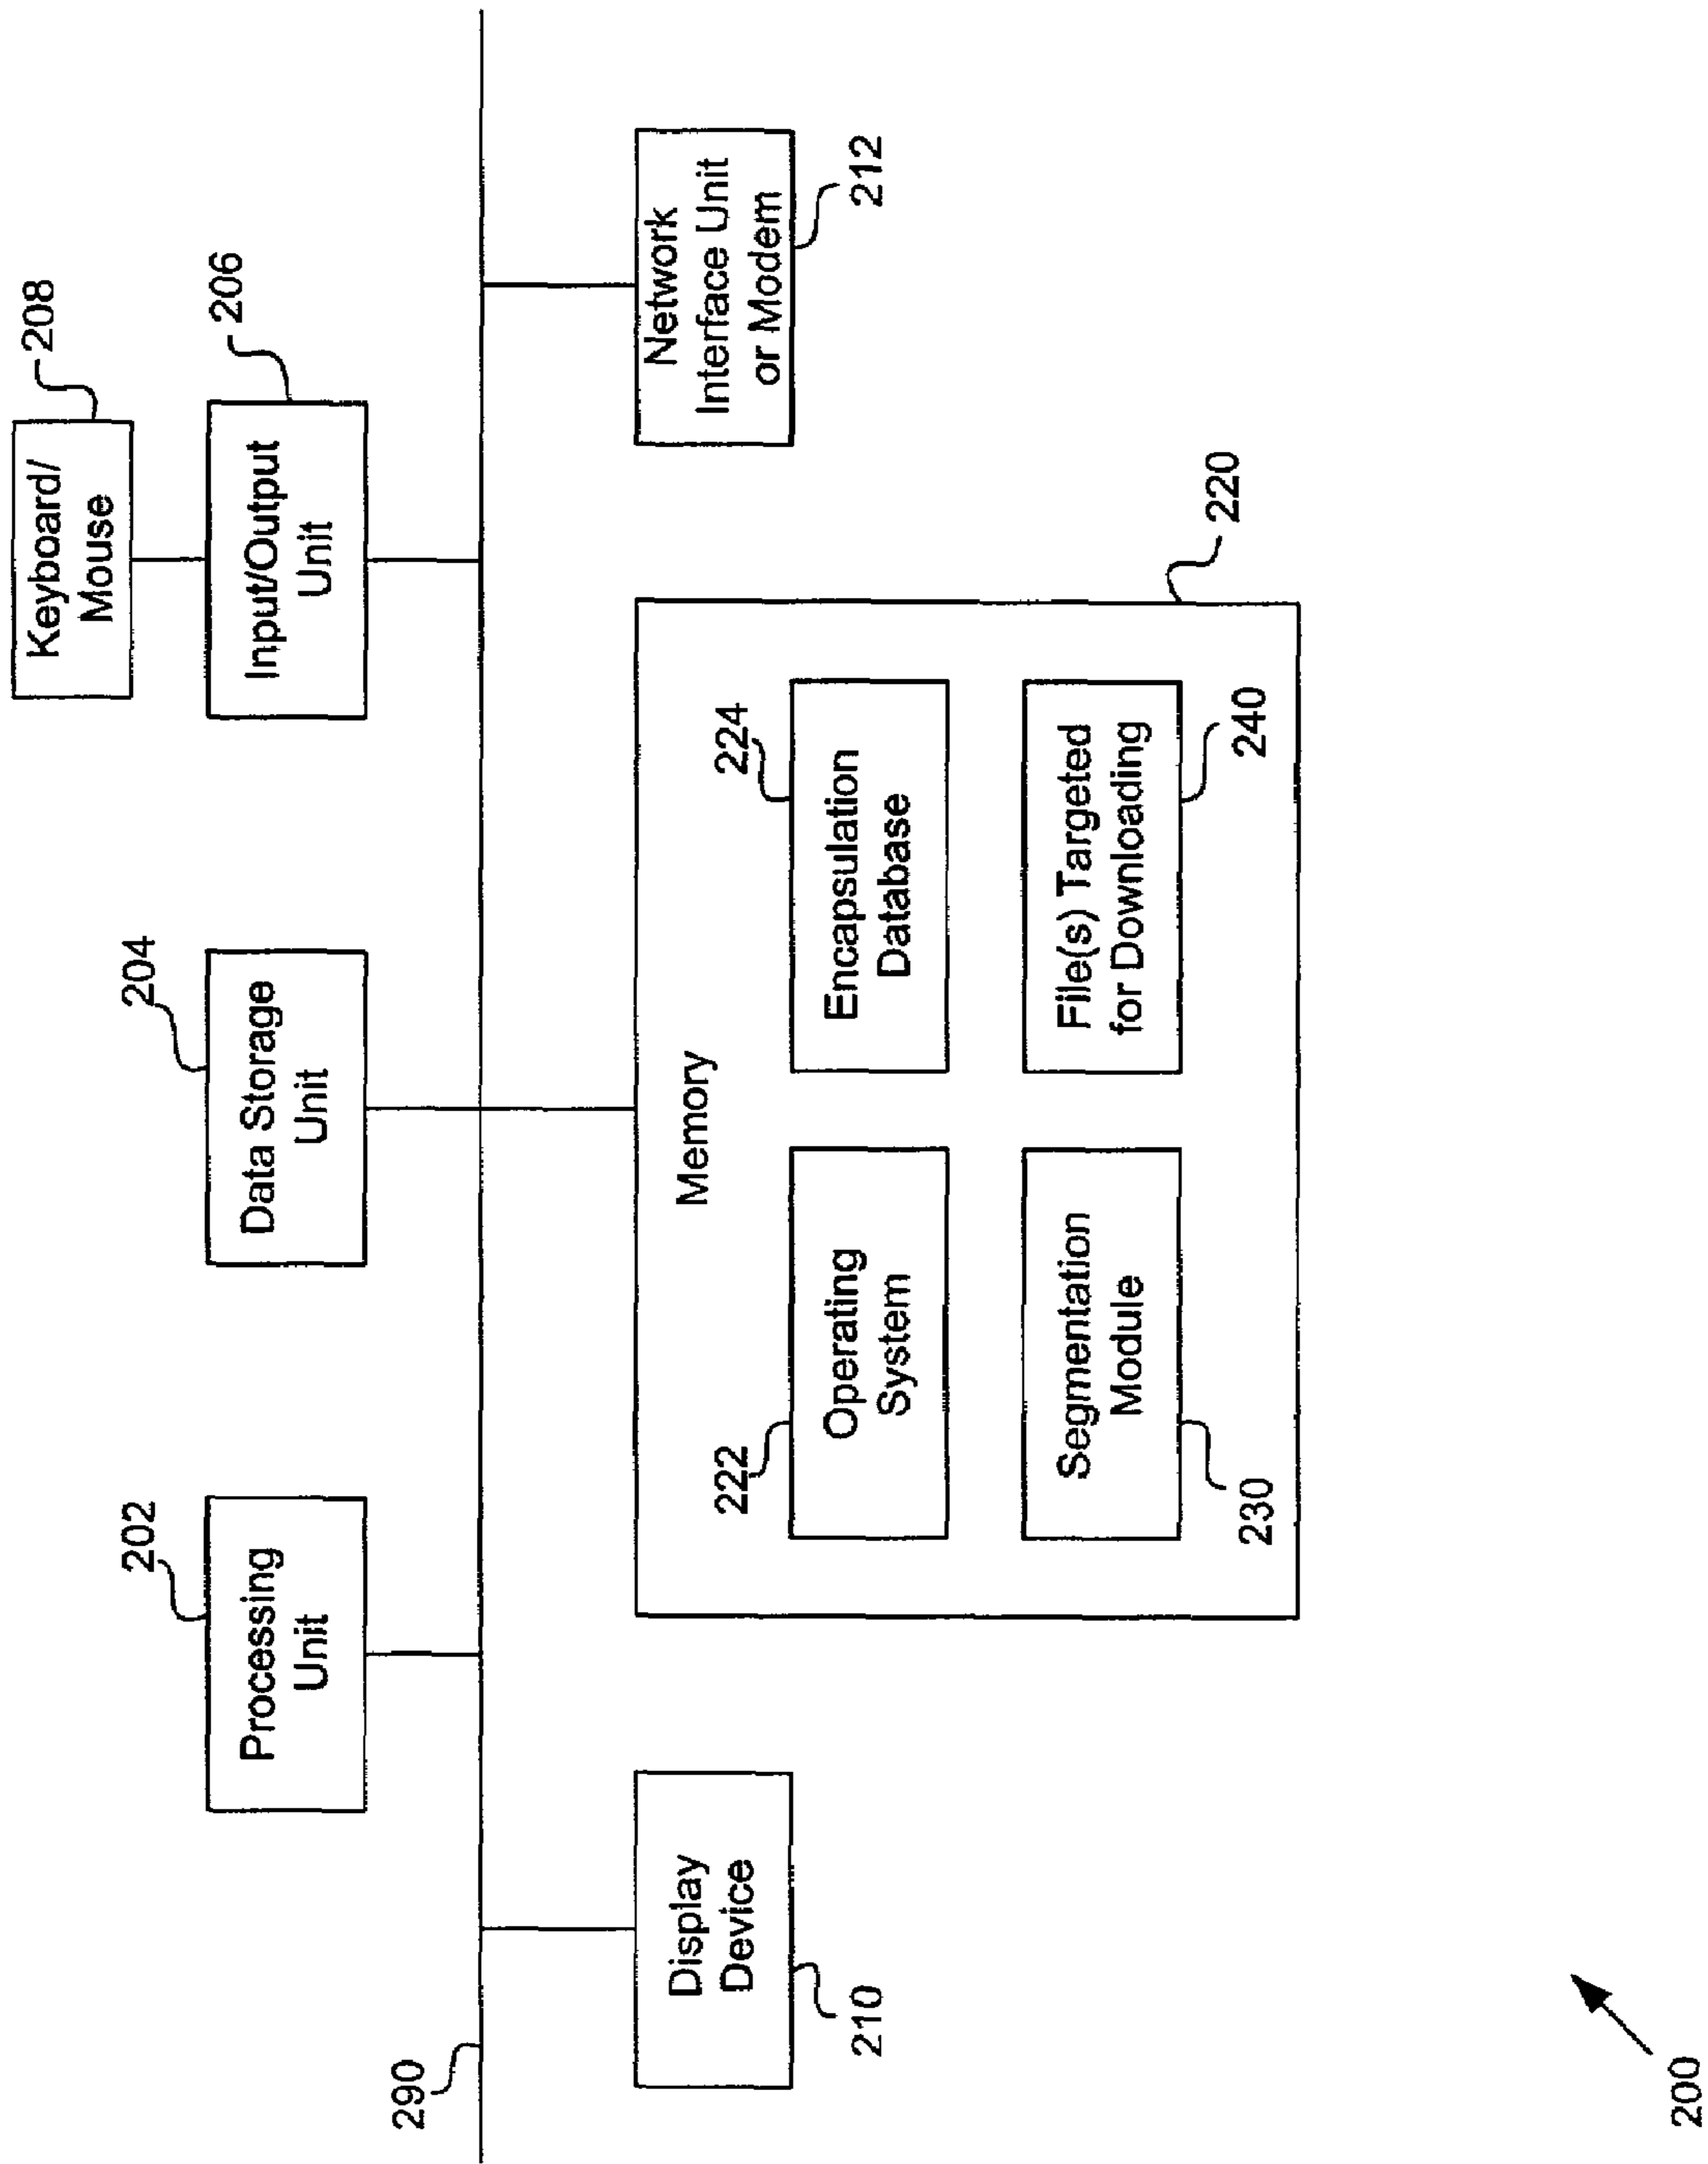 Keyboard/
Mouse
208
202
204
206
Processing
Unit
Data Storage
Unit
Input/Output
Unit
290
Display
Device
210
Memory
220
222
224
Operating
System
Encapsulation
Database
Segmentation
Module
File(s) Targeted
for Downloading
230
240
Network
Interface Unit
or Modem
212
200